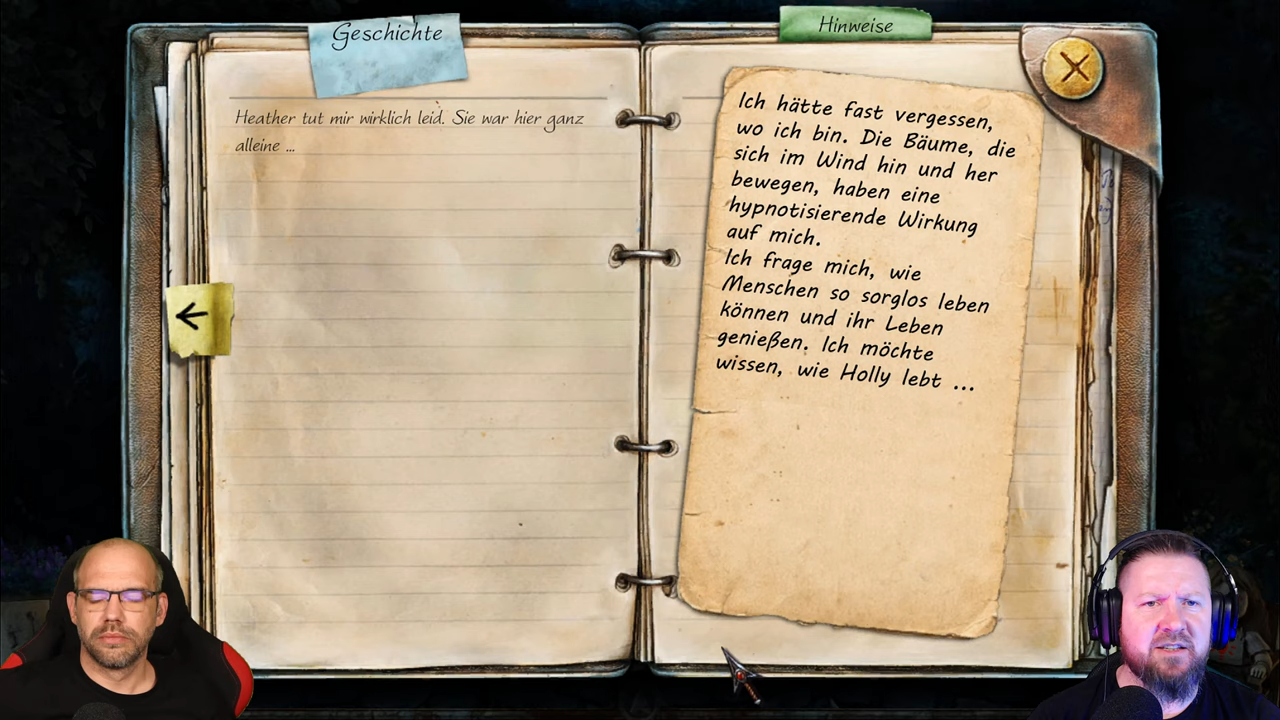 Geschichte
Heather tut mir wirklich leid. Sie war hier ganz
alleine ...
Hinweise
Ich hätte fast vergessen,
wo ich bin. Die Bäume, die
sich im Wind hin und her
bewegen, haben eine
hypnotisierende Wirkung
auf mich.
Ich frage mich, wie
Menschen so sorglos leben
können und ihr Leben
genießen. Ich möchte
wissen, wie Holly lebt ...